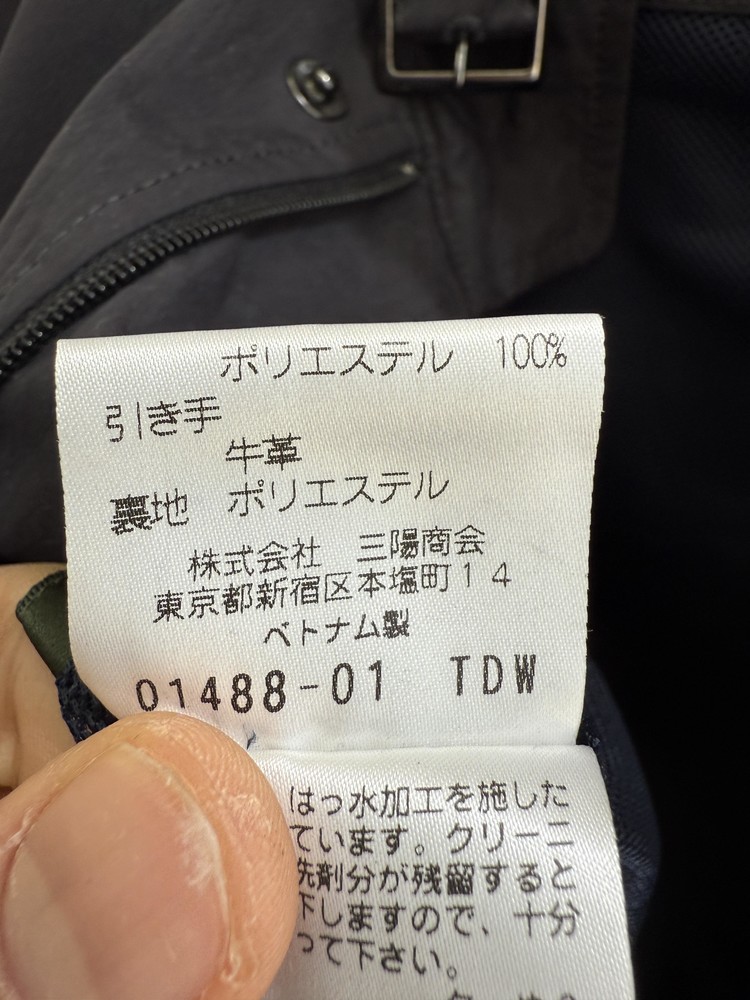 ポリエステル 100%
引き手
牛革
裏地 ポリエステル
株式会社 三陽商会
東京都新宿区本塩町14
ベトナム製
01488-01 TDW
はっ水加工を施した
ています。クリーニ
洗剤分が残留すると
下しますので、十分
って下さい。